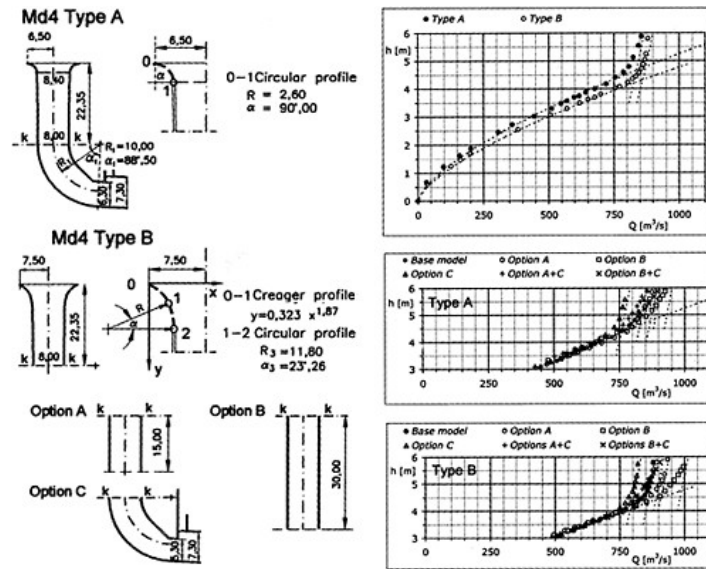 Md4 Type A
6,50
8,40
22,35
k 8,00 k
R₁=10,00
α₁=88°,50
R₁
α₁
6,30
7,30
6,50
0
α
1
0-1 Circular profile
R = 2,60
α = 90°,00
Md4 Type B
7,50
22,35
k 8,00 k
7,50
0
x
R
1
α
2
y
0-1 Creager profile
y=0,323 x^1,87
1-2 Circular profile
R₃=11,80
α₃=23°,26
Option A
k k
15,00
Option B
k k
30,00
Option C
k k
7,30
Type A Type B
h [m]
6
5
4
3
2
1
0
0 250 500 750 1000
Q [m³/s]
Base model Option A Option B
Option C Option A+C Option B+C
h [m]
Type A
6
5
4
3
0 250 500 750 1000
Q [m³/s]
Base model Option A Option B
Option C Options A+C Options B+C
h [m]
Type B
6
5
4
3
0 250 500 750 1000
Q [m³/s]